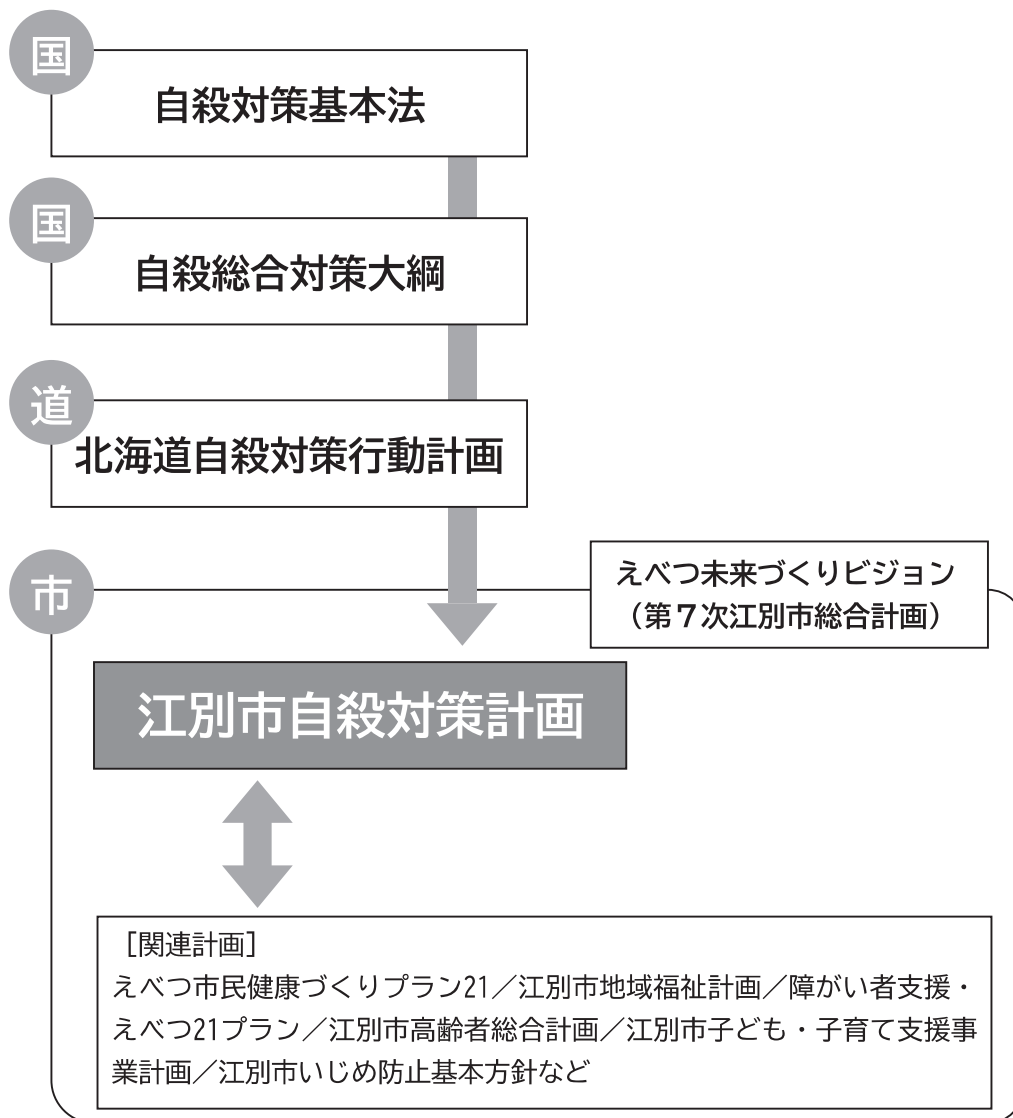 国
自殺対策基本法
国
自殺総合対策大綱
道
北海道自殺対策行動計画
えべつ未来づくりビジョン
（第７次江別市総合計画）
市
江別市自殺対策計画
［関連計画］
えべつ市民健康づくりプラン21／江別市地域福祉計画／障がい者支援・
えべつ21プラン／江別市高齢者総合計画／江別市子ども・子育て支援事
業計画／江別市いじめ防止基本方針など